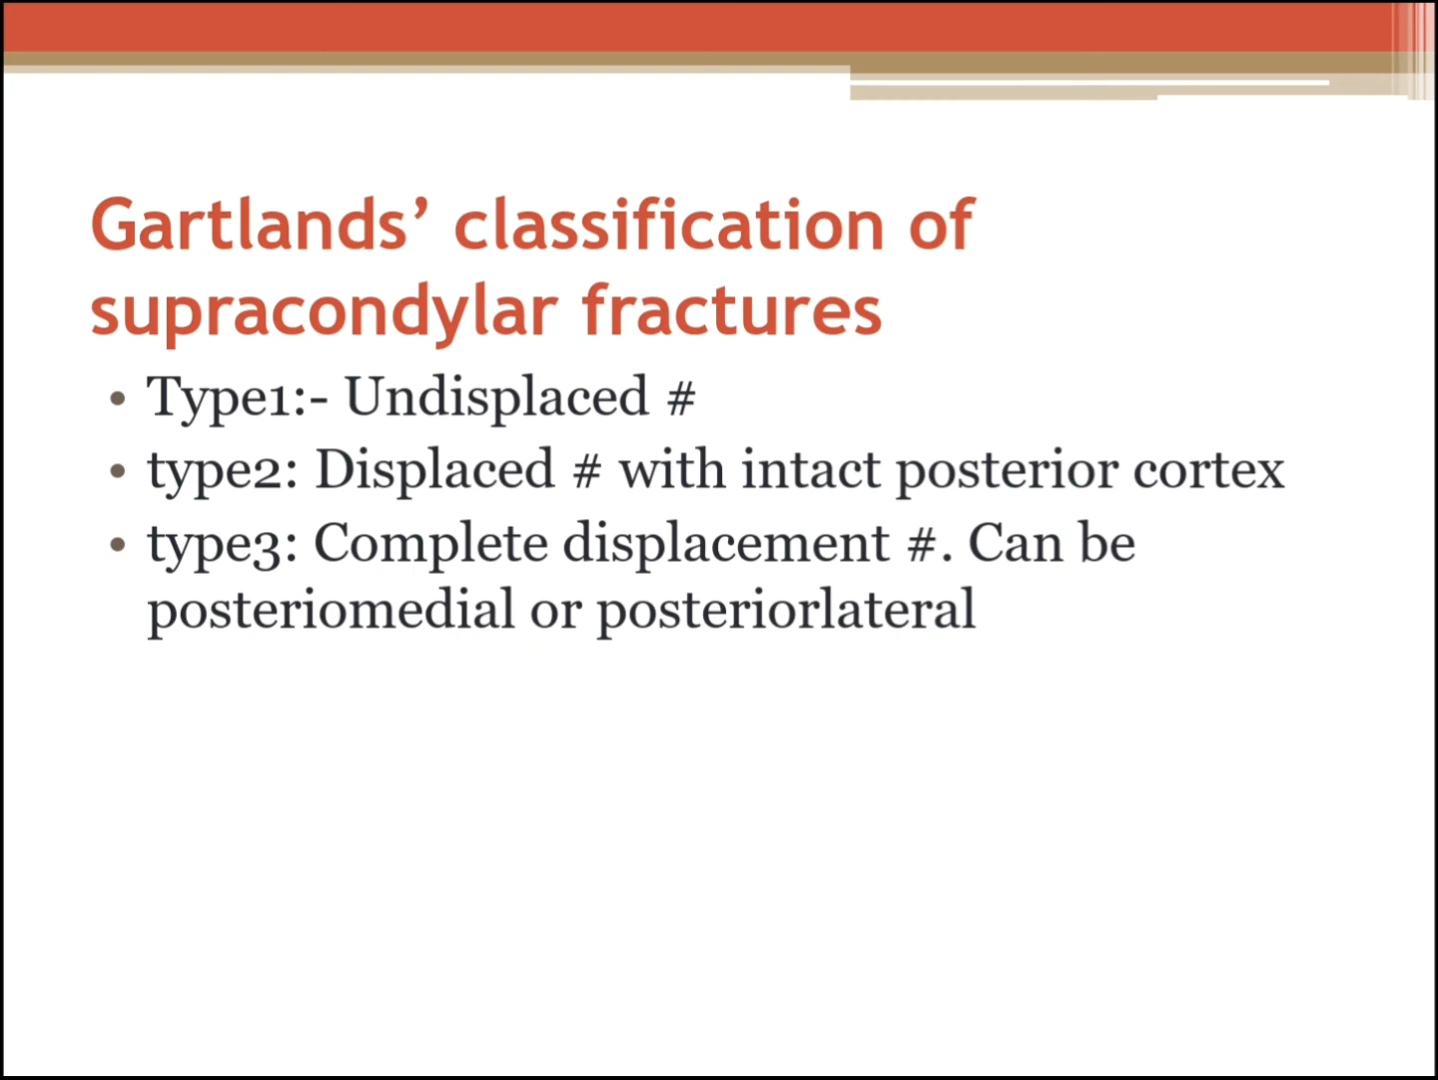 Gartlands’ classification of
supracondylar fractures
• Type1:- Undisplaced #
• type2: Displaced # with intact posterior cortex
• type3: Complete displacement #. Can be
posteriomedial or posteriorlateral